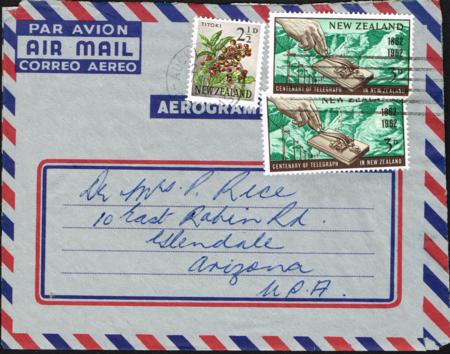 PAR AVION
AIR MAIL
CORREO AEREO
TITOKI
2½D
NEW ZEALAND
NEW ZEALAND
1862
1962
3D
CENTENARY OF TELEGRAPH IN NEW ZEALAND
NEW ZEALAND
1862
1962
3D
CENTENARY OF TELEGRAPH IN NEW ZEALAND
AEROGRAM
Dr Mrs P. Rice
10 East Rd.
Glendale
Arizona
U.S.A.